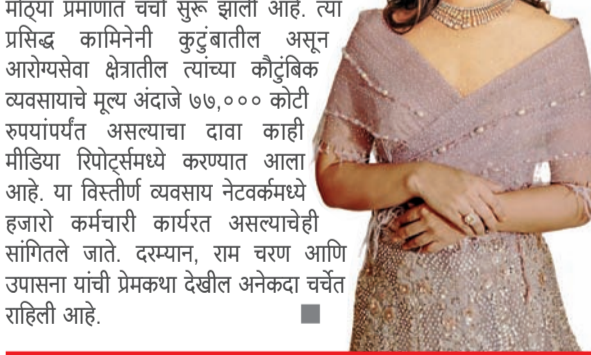 मोठ्या प्रमाणात चर्चा सुरू झाली आहे. त्या
प्रसिद्ध कामिनेनी कुटुंबातील असून
आरोग्यसेवा क्षेत्रातील त्यांच्या कौटुंबिक
व्यवसायाचे मूल्य अंदाजे ७७,००० कोटी
रुपयांपर्यंत असल्याचा दावा काही
मीडिया रिपोर्ट्समध्ये करण्यात आला
आहे. या विस्तीर्ण व्यवसाय नेटवर्कमध्ये
हजारो कर्मचारी कार्यरत असल्याचेही
सांगितले जाते. दरम्यान, राम चरण आणि
उपासना यांची प्रेमकथा देखील अनेकदा चर्चेत
राहिली आहे.